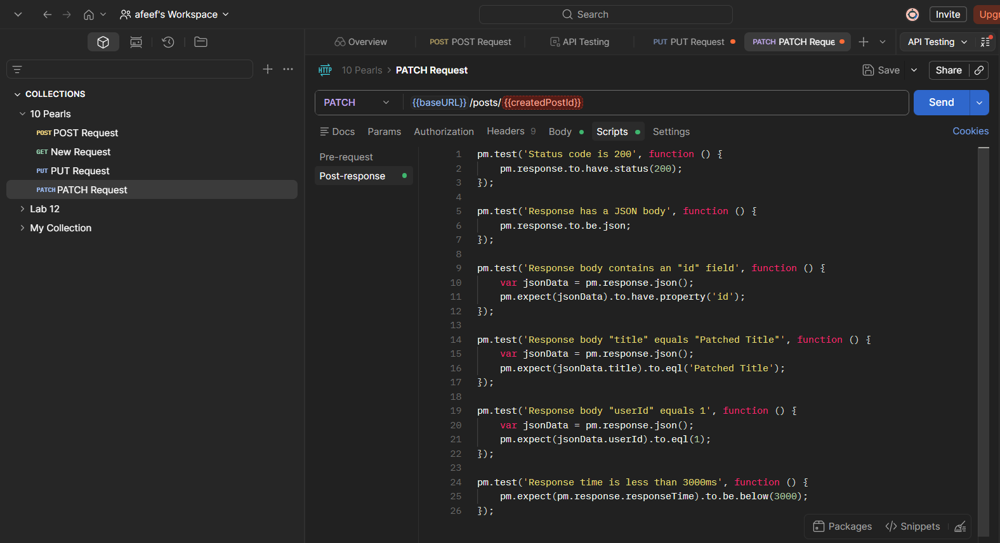 afeef's Workspace
Search
Invite
Upgr
Overview
POST POST Request
API Testing
PUT PUT Request
PATCH PATCH Reque
API Testing
COLLECTIONS
10 Pearls
POST POST Request
GET New Request
PUT PUT Request
PATCH PATCH Request
Lab 12
My Collection
HTTP 10 Pearls > PATCH Request
Save
Share
PATCH
{{baseURL}} /posts/ {{createdPostId}}
Send
Docs
Params
Authorization
Headers 9
Body
Scripts
Settings
Cookies
Pre-request
Post-response
1 pm.test('Status code is 200', function () {
2 pm.response.to.have.status(200);
3 });
4
5 pm.test('Response has a JSON body', function () {
6 pm.response.to.be.json;
7 });
8
9 pm.test('Response body contains an "id" field', function () {
10 var jsonData = pm.response.json();
11 pm.expect(jsonData).to.have.property('id');
12 });
13
14 pm.test('Response body "title" equals "Patched Title"', function () {
15 var jsonData = pm.response.json();
16 pm.expect(jsonData.title).to.eql('Patched Title');
17 });
18
19 pm.test('Response body "userId" equals 1', function () {
20 var jsonData = pm.response.json();
21 pm.expect(jsonData.userId).to.eql(1);
22 });
23
24 pm.test('Response time is less than 3000ms', function () {
25 pm.expect(pm.response.responseTime).to.be.below(3000);
26 });
Packages
</> Snippets